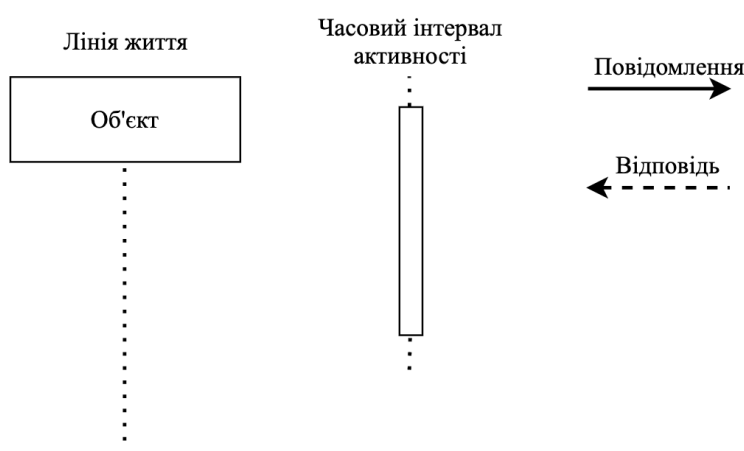 Лінія життя
Об'єкт
Часовий інтервал
активності
Повідомлення
Відповідь